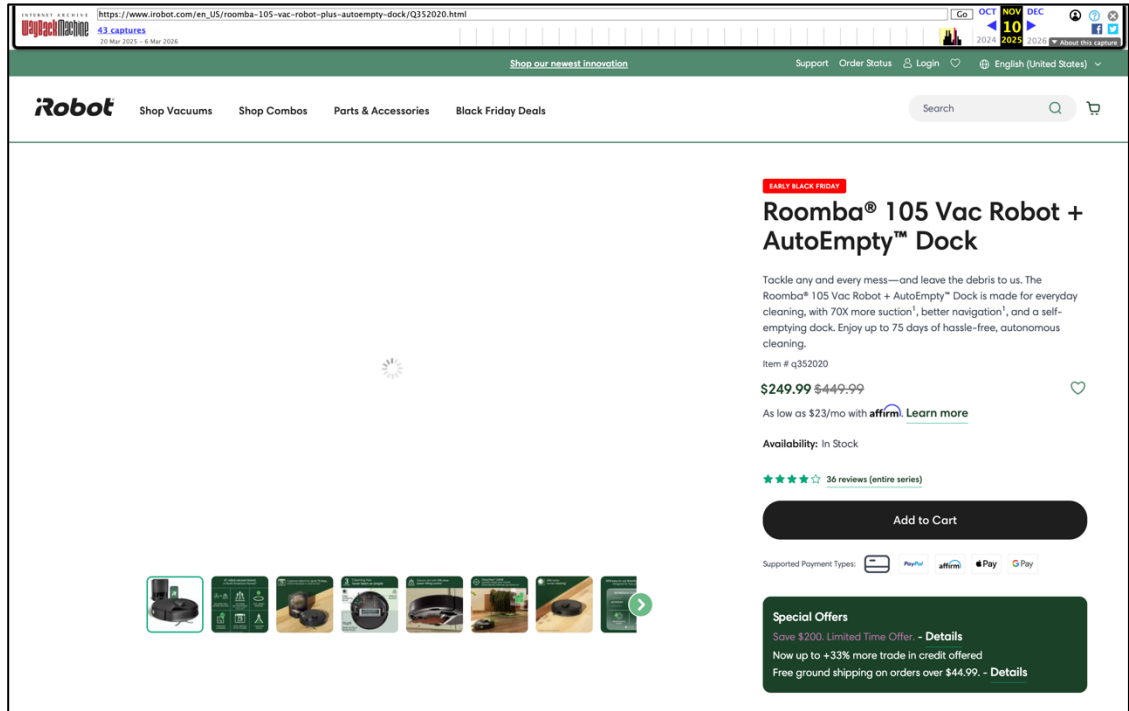 INTERNET ARCHIVE
WayBackMachine
https://www.irobot.com/en_US/roomba-105-vac-robot-plus-autoempty-dock/Q352020.html
Go
OCT NOV DEC
43 captures
10
20 Mar 2025 – 6 Mar 2026
2024 2025 2026
▼ About this capture
Shop our newest innovation
Support Order Status Login English (United States)
iRobot
Shop Vacuums Shop Combos Parts & Accessories Black Friday Deals
Search
EARLY BLACK FRIDAY
Roomba® 105 Vac Robot +
AutoEmpty™ Dock
Tackle any and every mess—and leave the debris to us. The
Roomba® 105 Vac Robot + AutoEmpty™ Dock is made for everyday
cleaning, with 70X more suction¹, better navigation¹, and a self-
emptying dock. Enjoy up to 75 days of hassle-free, autonomous
cleaning.
Item # q352020
$249.99 $449.99
As low as $23/mo with affirm. Learn more
Availability: In Stock
36 reviews (entire series)
Add to Cart
Supported Payment Types: PayPal affirm Pay G Pay
Special Offers
Save $200. Limited Time Offer. - Details
Now up to +33% more trade in credit offered
Free ground shipping on orders over $44.99. - Details